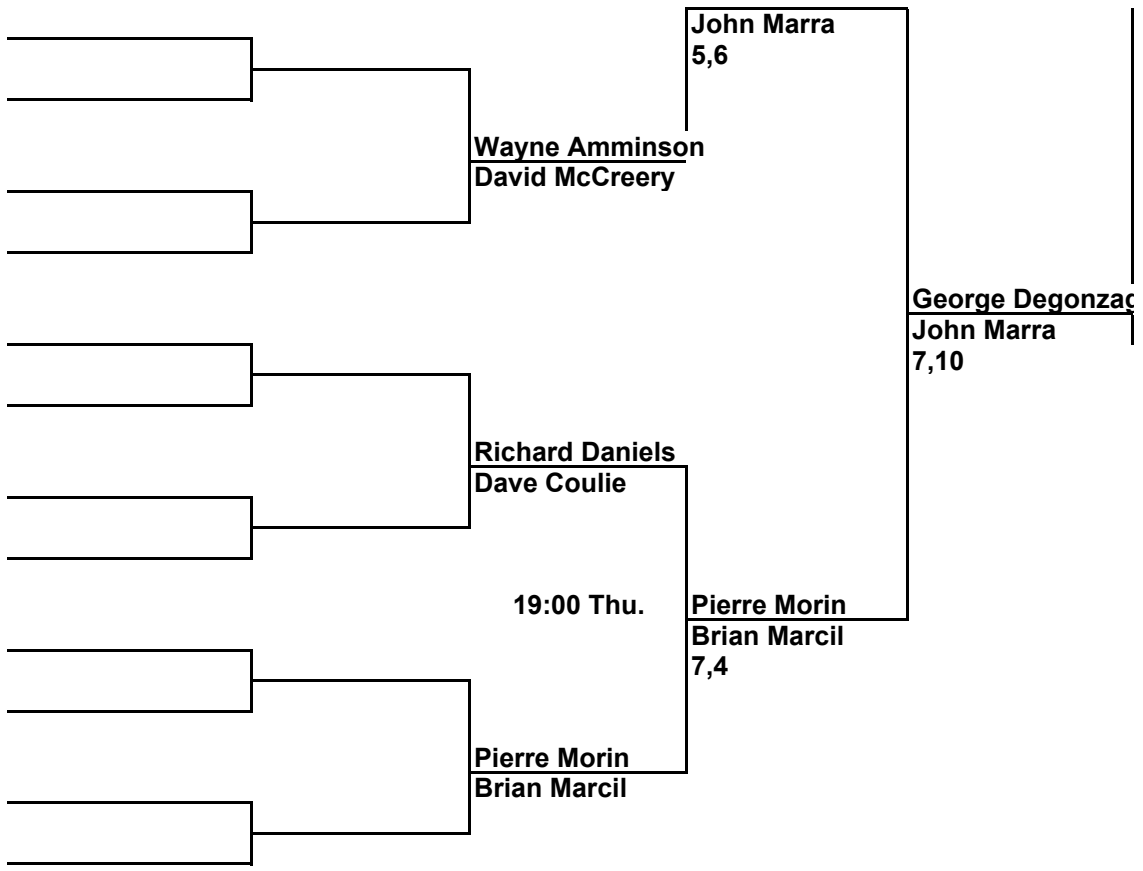 John Marra
5,6
Wayne Amminson
David McCreery
George
John Marra
7,10
Richard Daniels
Dave Coulie
19:00 Thu.
Pierre Morin
Brian Marcil
7,4
Pierre Morin
Brian Marcil